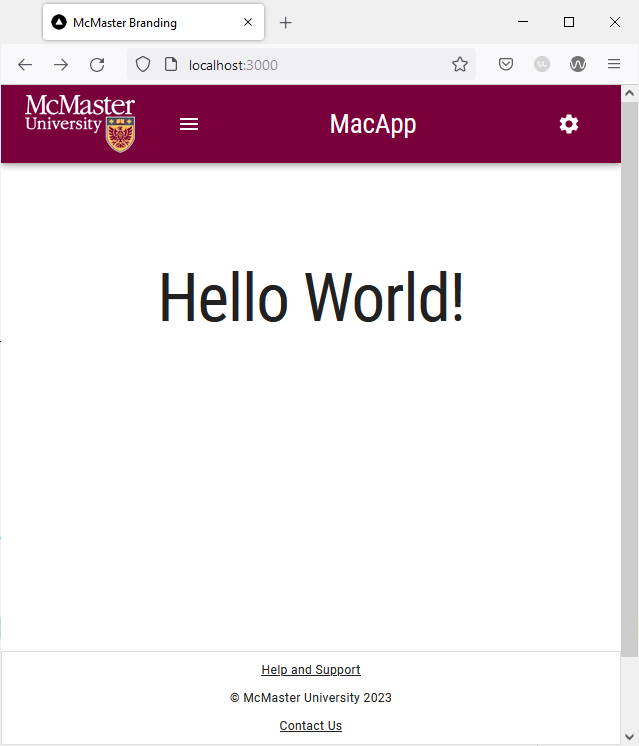 McMaster Branding
localhost:3000
McMaster
University
MacApp
Hello World!
Help and Support
© McMaster University 2023
Contact Us